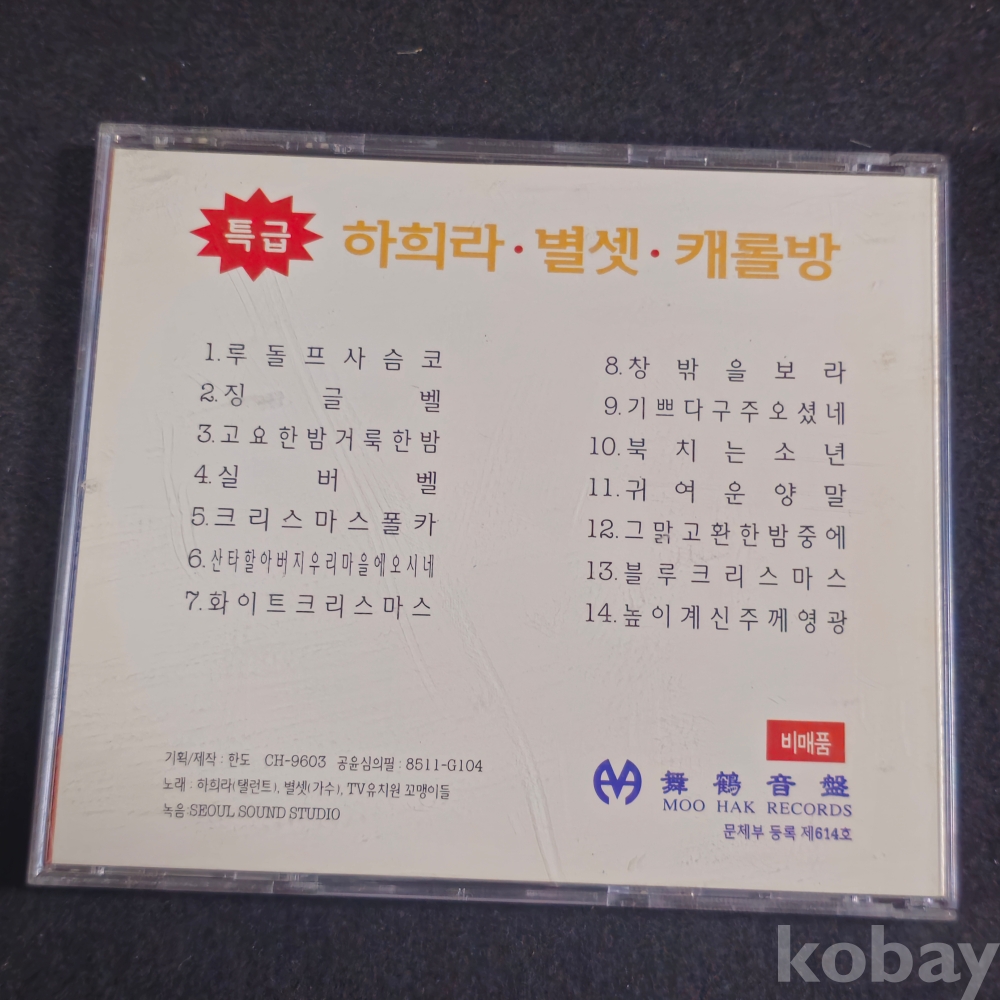 특급
하희라·별셋·캐롤방
1.루돌프사슴코
2.징글벨
3.고요한밤거룩한밤
4.실버벨
5.크리스마스폴카
6.산타할아버지우리마을에오시네
7.화이트크리스마스
8.창밖을보라
9.기쁘다구주오셨네
10.북치는소년
11.귀여운양말
12.그맑고환한밤중에
13.블루크리스마스
14.높이계신주께영광
기획/제작 : 한도 CH-9603 공윤심의필 : 8511-G104
노래 : 하희라(탤런트), 별셋(가수), TV유치원 꼬맹이들
녹음:SEOUL SOUND STUDIO
비매품
舞鶴音盤
MOO HAK RECORDS
문제부 등록 제614호
kobay